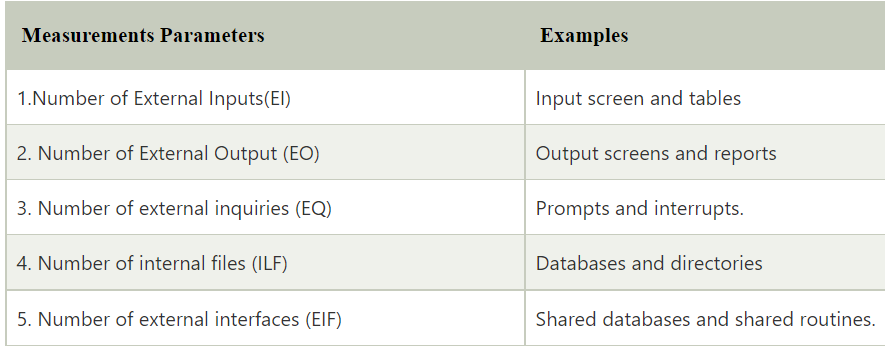 Measurements Parameters Examples
1.Number of External Inputs(EI) Input screen and tables
2. Number of External Output (EO) Output screens and reports
3. Number of external inquiries (EQ) Prompts and interrupts.
4. Number of internal files (ILF) Databases and directories
5. Number of external interfaces (EIF) Shared databases and shared routines.